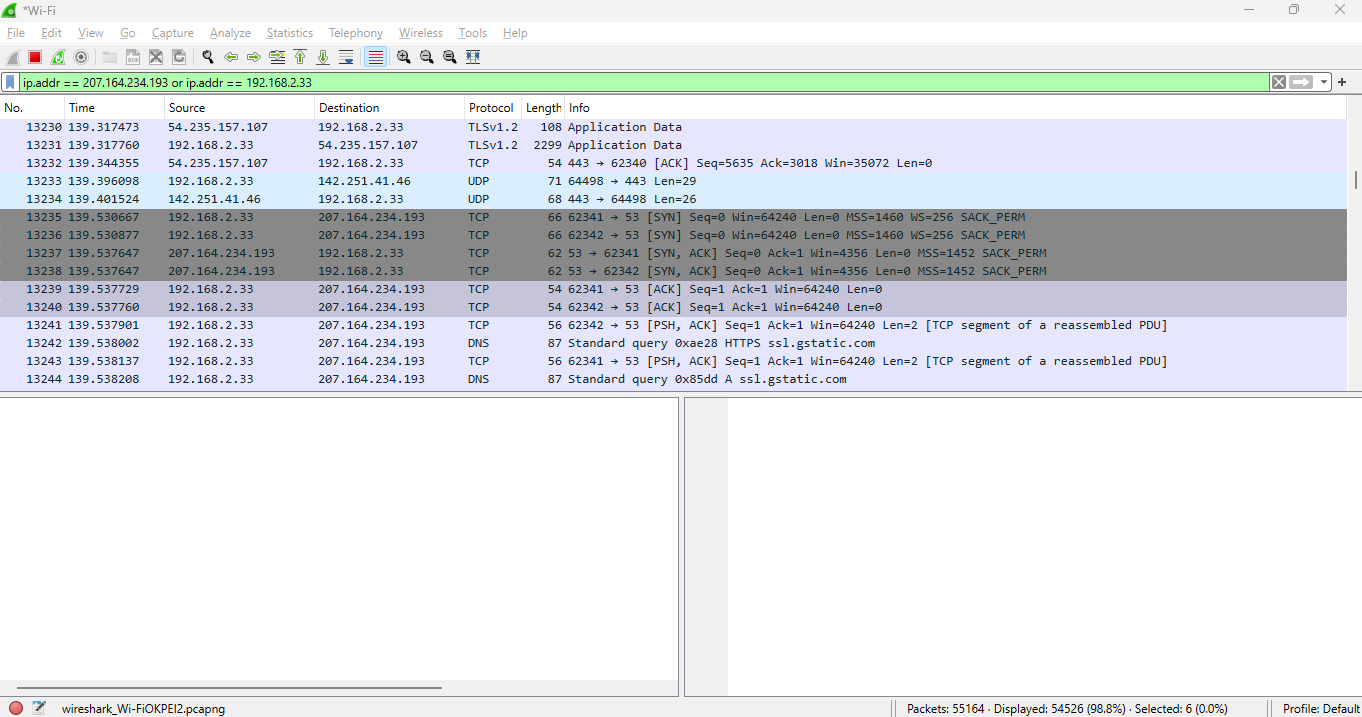 *Wi-Fi
File Edit View Go Capture Analyze Statistics Telephony Wireless Tools Help
ip.addr == 207.164.234.193 or ip.addr == 192.168.2.33
No. Time Source Destination Protocol Length Info
13230 139.317473 54.235.157.107 192.168.2.33 TLSv1.2 108 Application Data
13231 139.317760 192.168.2.33 54.235.157.107 TLSv1.2 2299 Application Data
13232 139.344355 54.235.157.107 192.168.2.33 TCP 54 443 → 62340 [ACK] Seq=5635 Ack=3018 Win=35072 Len=0
13233 139.396098 192.168.2.33 142.251.41.46 UDP 71 64498 → 443 Len=29
13234 139.401524 142.251.41.46 192.168.2.33 UDP 68 443 → 64498 Len=26
13235 139.530667 192.168.2.33 207.164.234.193 TCP 66 62341 → 53 [SYN] Seq=0 Win=64240 Len=0 MSS=1460 WS=256 SACK_PERM
13236 139.530877 192.168.2.33 207.164.234.193 TCP 66 62342 → 53 [SYN] Seq=0 Win=64240 Len=0 MSS=1460 WS=256 SACK_PERM
13237 139.537647 207.164.234.193 192.168.2.33 TCP 62 53 → 62341 [SYN, ACK] Seq=0 Ack=1 Win=4356 Len=0 MSS=1452 SACK_PERM
13238 139.537647 207.164.234.193 192.168.2.33 TCP 62 53 → 62342 [SYN, ACK] Seq=0 Ack=1 Win=4356 Len=0 MSS=1452 SACK_PERM
13239 139.537729 192.168.2.33 207.164.234.193 TCP 54 62341 → 53 [ACK] Seq=1 Ack=1 Win=64240 Len=0
13240 139.537760 192.168.2.33 207.164.234.193 TCP 54 62342 → 53 [ACK] Seq=1 Ack=1 Win=64240 Len=0
13241 139.537901 192.168.2.33 207.164.234.193 TCP 56 62342 → 53 [PSH, ACK] Seq=1 Ack=1 Win=64240 Len=2 [TCP segment of a reassembled PDU]
13242 139.538002 192.168.2.33 207.164.234.193 DNS 87 Standard query 0xae28 HTTPS ssl.gstatic.com
13243 139.538137 192.168.2.33 207.164.234.193 TCP 56 62341 → 53 [PSH, ACK] Seq=1 Ack=1 Win=64240 Len=2 [TCP segment of a reassembled PDU]
13244 139.538208 192.168.2.33 207.164.234.193 DNS 87 Standard query 0x85dd A ssl.gstatic.com
wireshark_Wi-FiOKPEI2.pcapng Packets: 55164 · Displayed: 54526 (98.8%) · Selected: 6 (0.0%) Profile: Default